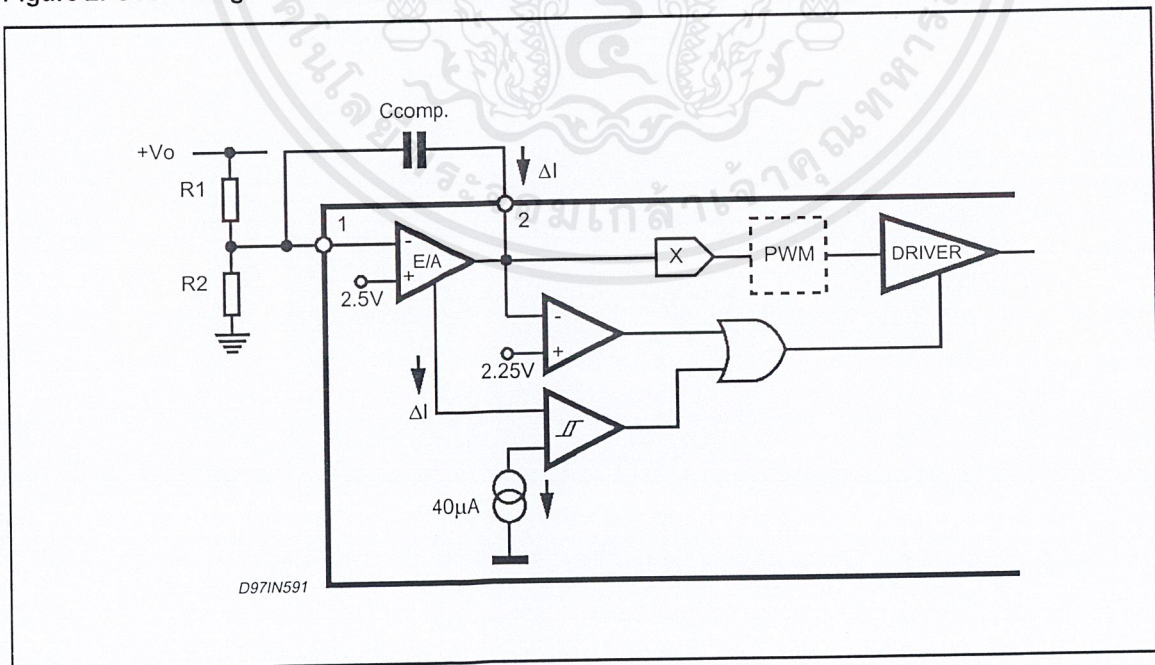 Ccomp.
+Vo
ΔI
R1
1
2
E/A
-
+
X
PWM
DRIVER
R2
2.5V
-
+
2.25V
ΔI
40μA
D97IN591